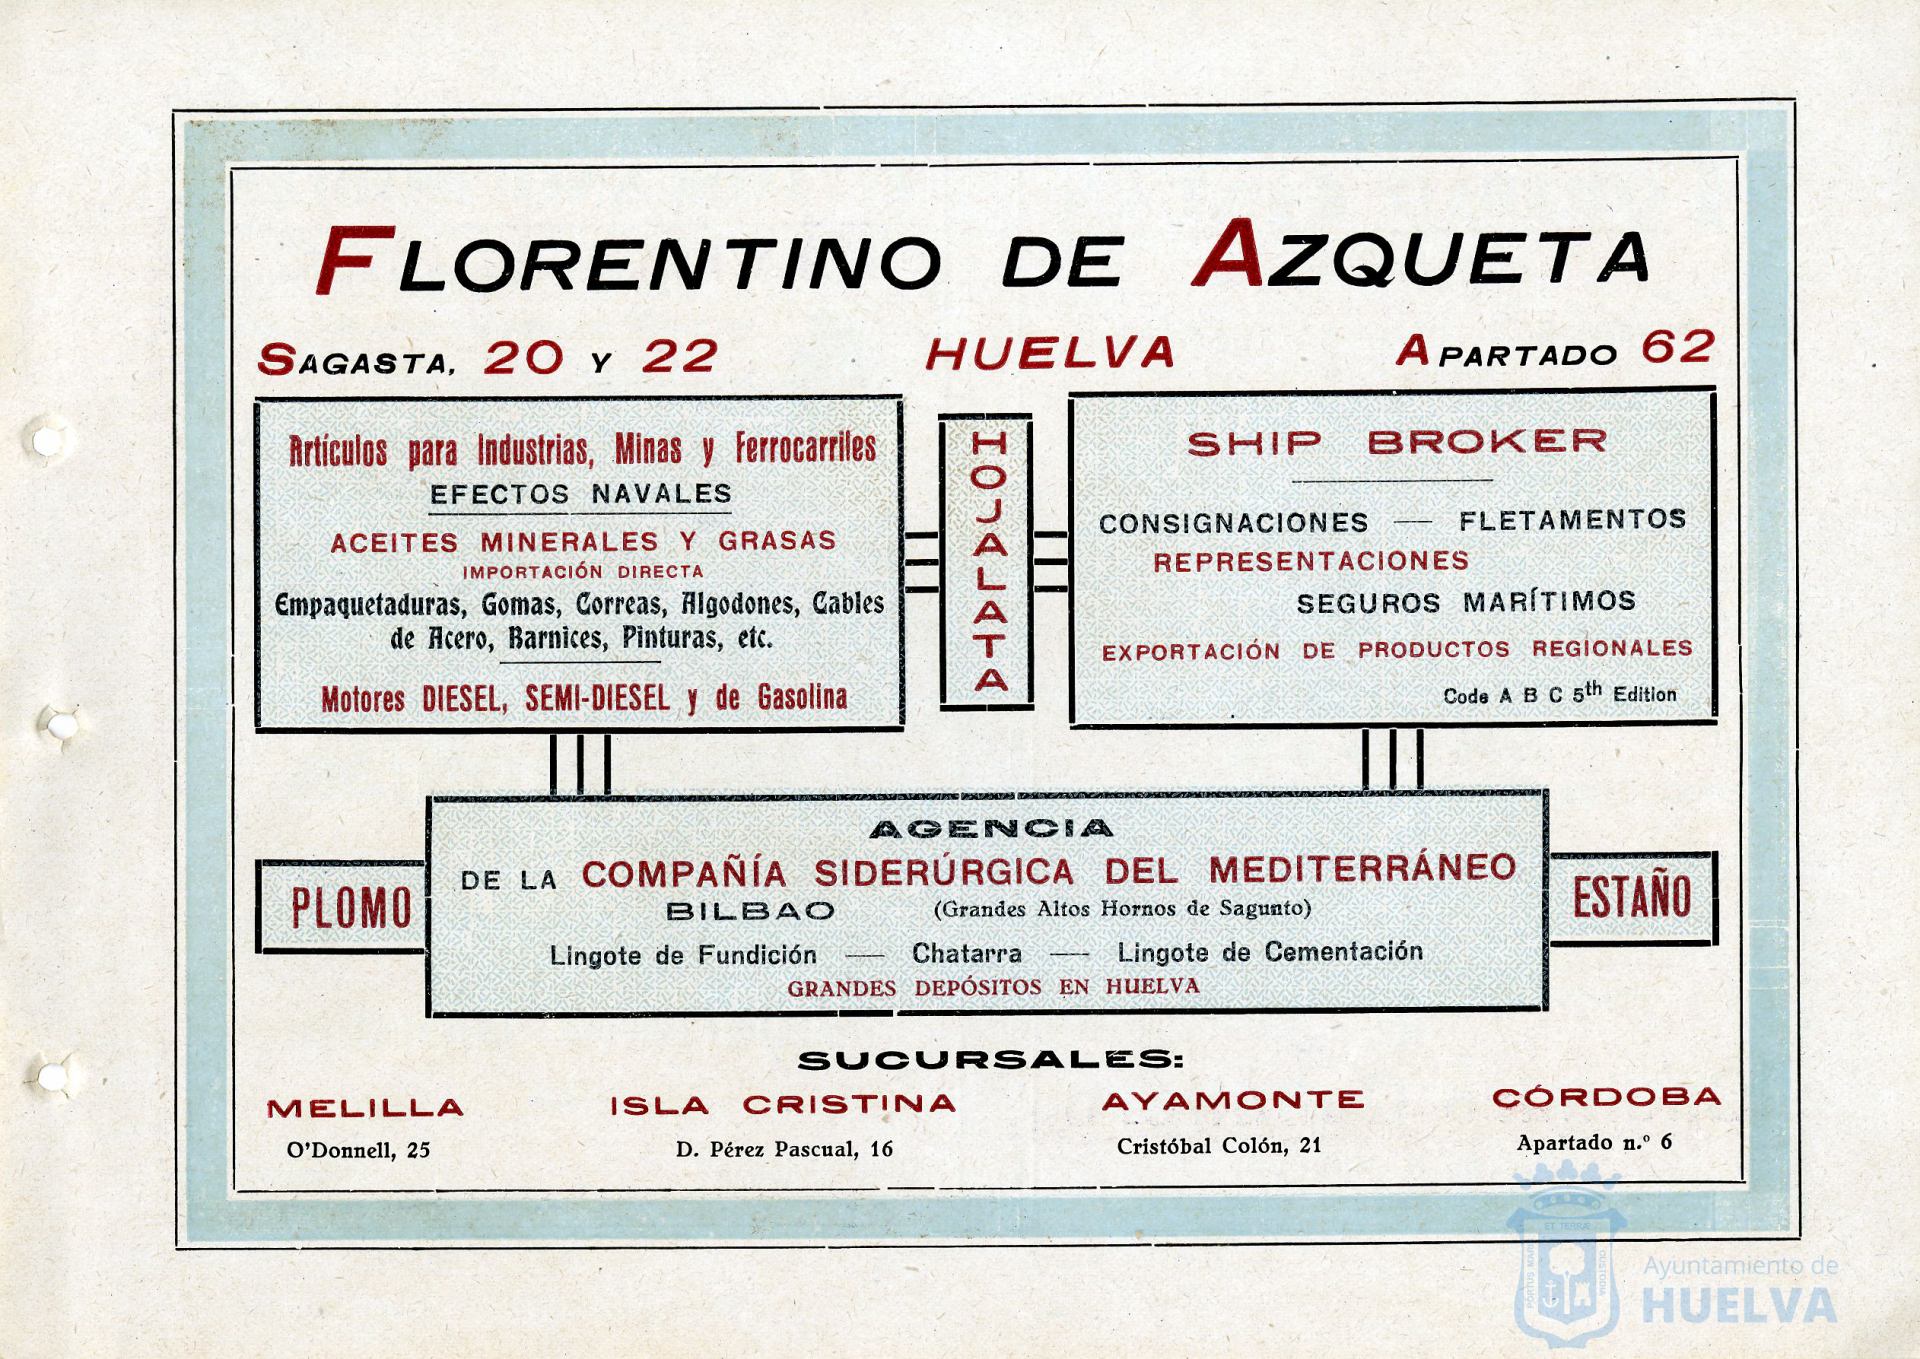 FLORENTINO DE AZQUETA
SAGASTA, 20 Y 22 HUELVA APARTADO 62
Artículos para Industrias, Minas y Ferrocarriles
EFECTOS NAVALES
ACEITES MINERALES Y GRASAS
IMPORTACIÓN DIRECTA
Empaquetaduras, Gomas, Correas, Algodones, Cables
de Acero, Barnices, Pinturas, etc.
Motores DIESEL, SEMI-DIESEL y de Gasolina
HOJALATA
SHIP BROKER
CONSIGNACIONES — FLETAMENTOS
REPRESENTACIONES
SEGUROS MARÍTIMOS
EXPORTACIÓN DE PRODUCTOS REGIONALES
Code A B C 5th Edition
PLOMO
AGENCIA
DE LA COMPAÑÍA SIDERÚRGICA DEL MEDITERRÁNEO
BILBAO (Grandes Altos Hornos de Sagunto)
Lingote de Fundición — Chatarra — Lingote de Cementación
GRANDES DEPÓSITOS EN HUELVA
ESTAÑO
SUCURSALES:
MELILLA ISLA CRISTINA AYAMONTE CÓRDOBA
O'Donnell, 25 D. Pérez Pascual, 16 Cristóbal Colón, 21 Apartado n.º 6
PORTUS MARIS ET TERRÆ CUSTODIA
Ayuntamiento de
HUELVA